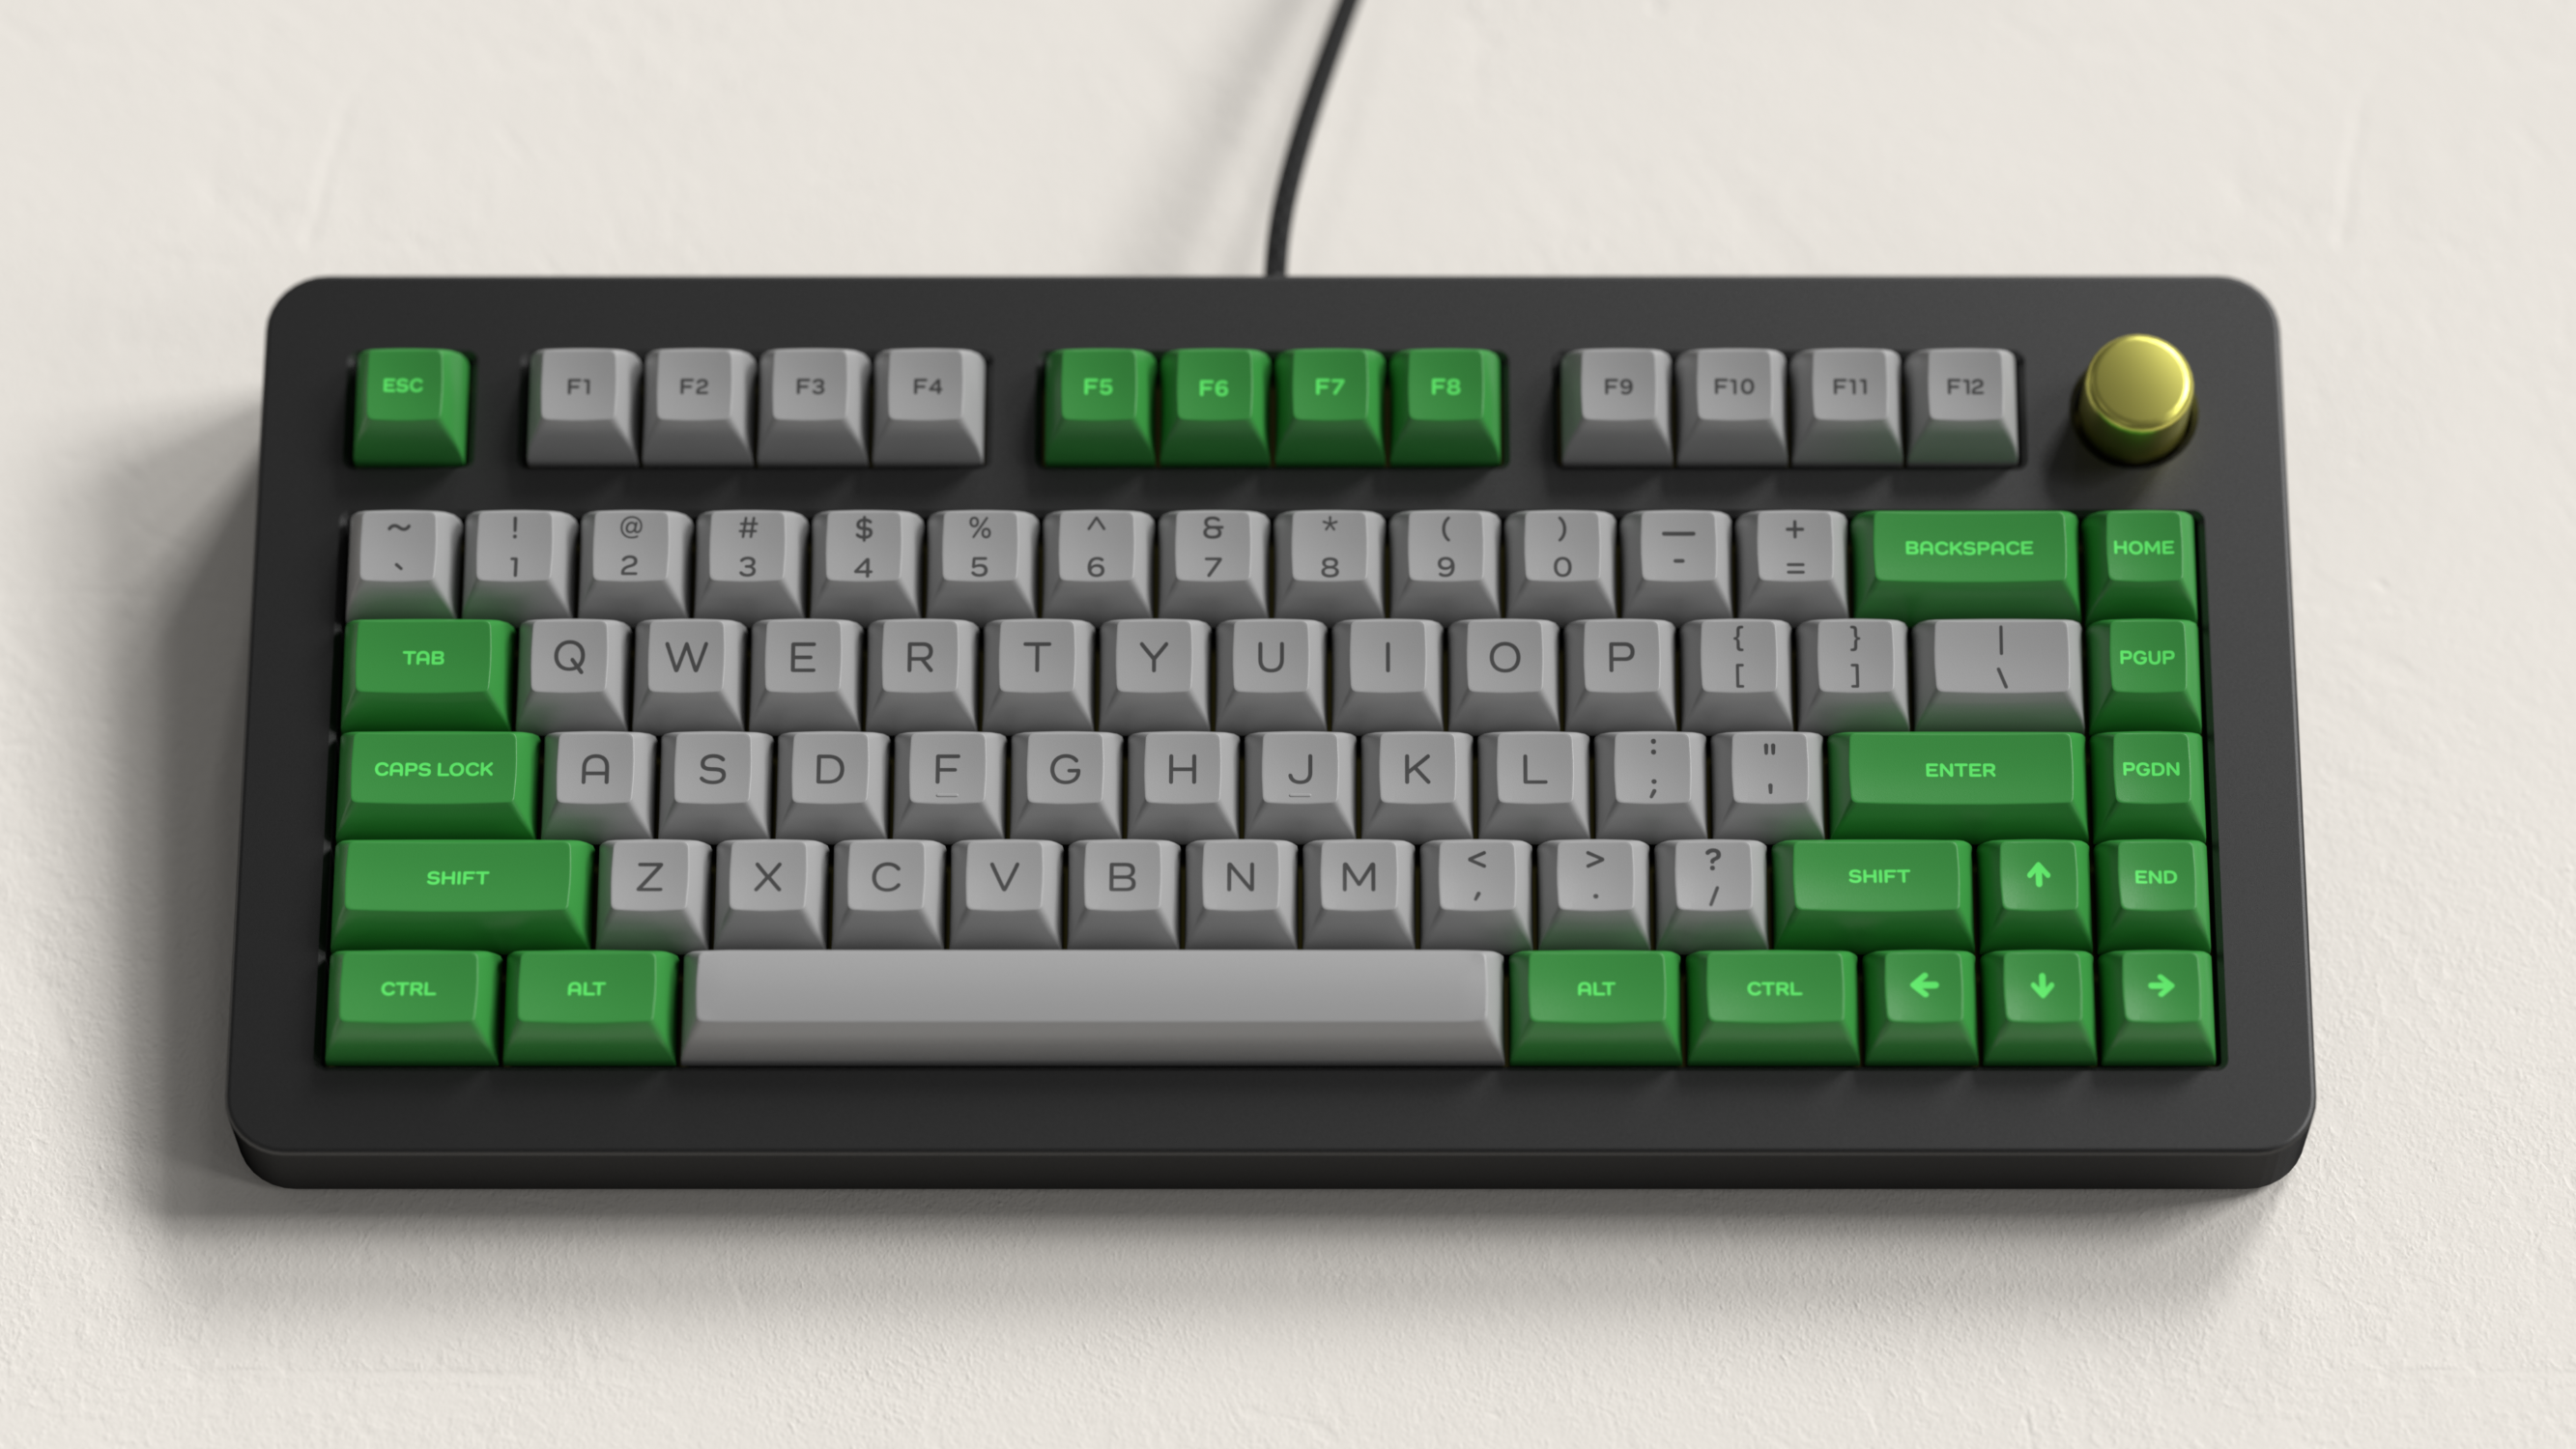 ESC F1 F2 F3 F4 F5 F6 F7 F8 F9 F10 F11 F12
~ ! @ # $ % ^ & * ( ) — +
` 1 2 3 4 5 6 7 8 9 0 - = BACKSPACE HOME
TAB Q W E R T Y U I O P { [ } ] | \ PGUP
CAPS LOCK A S D F G H J K L : ; " ' ENTER PGDN
SHIFT Z X C V B N M < , > . ? / SHIFT ↑ END
CTRL ALT ALT CTRL ← ↓ →